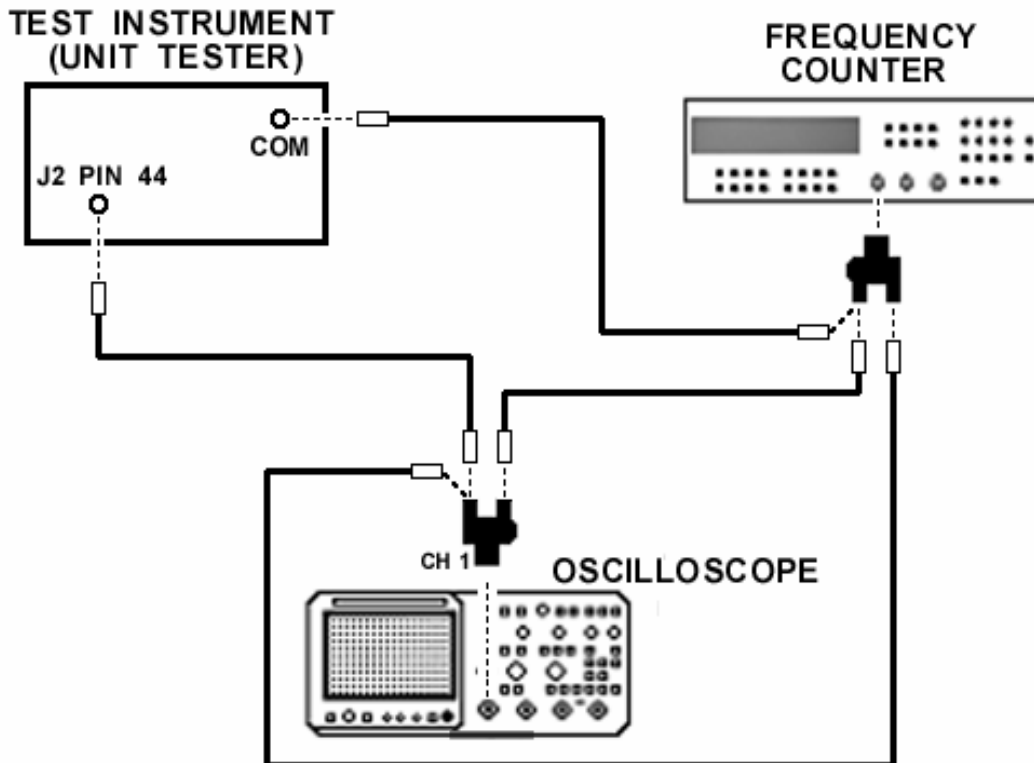 TEST INSTRUMENT
(UNIT TESTER)
FREQUENCY
COUNTER
COM
J2 PIN 44
CH 1
OSCILLOSCOPE